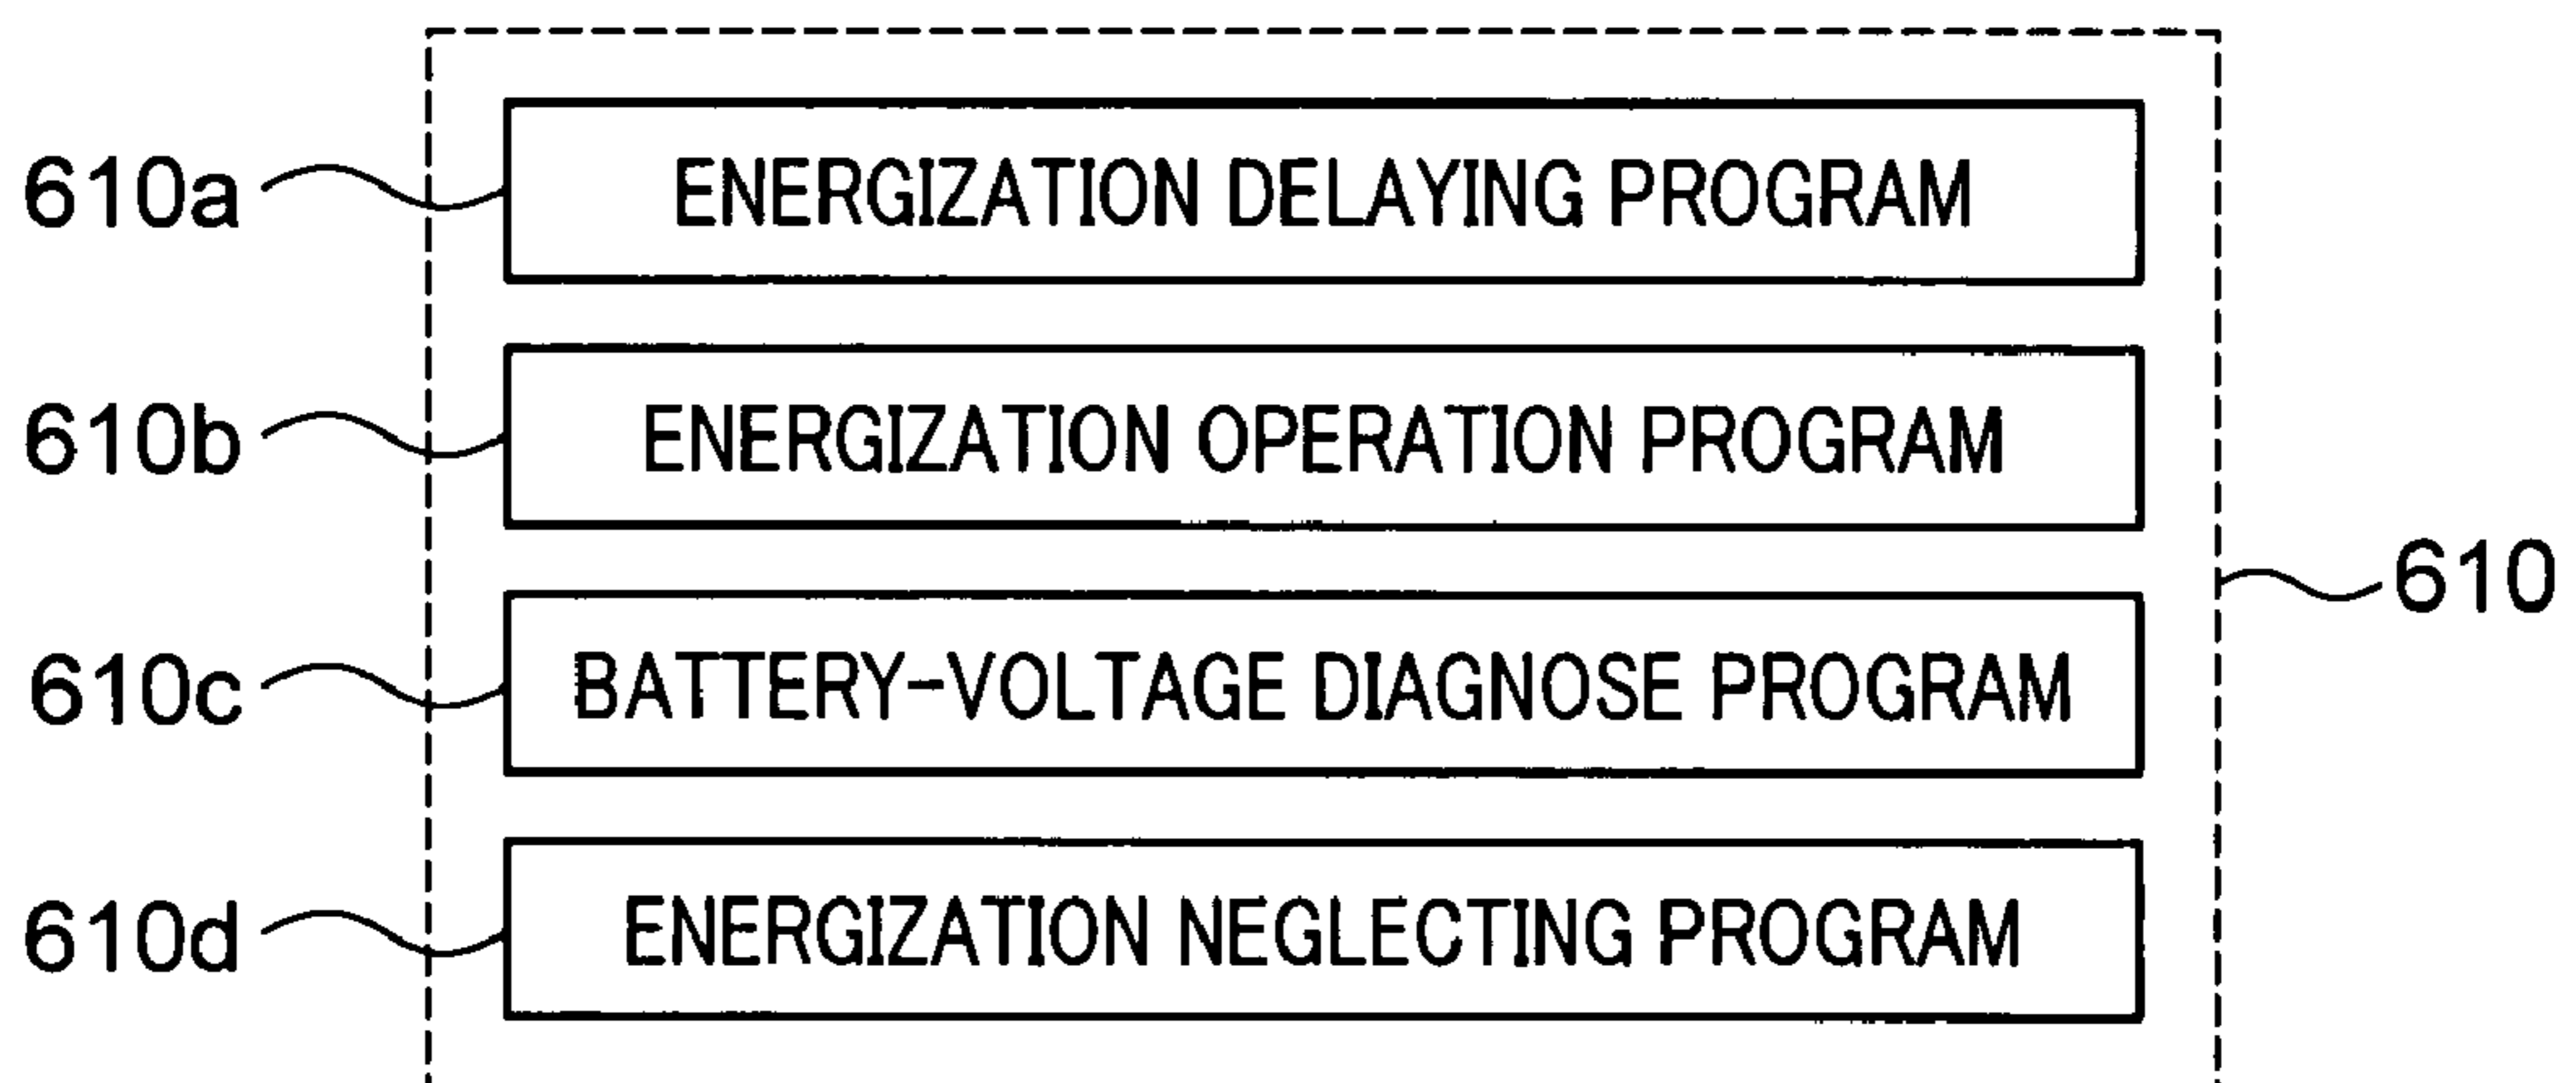 610a ENERGIZATION DELAYING PROGRAM
610b ENERGIZATION OPERATION PROGRAM
610
610c BATTERY-VOLTAGE DIAGNOSE PROGRAM
610d ENERGIZATION NEGLECTING PROGRAM